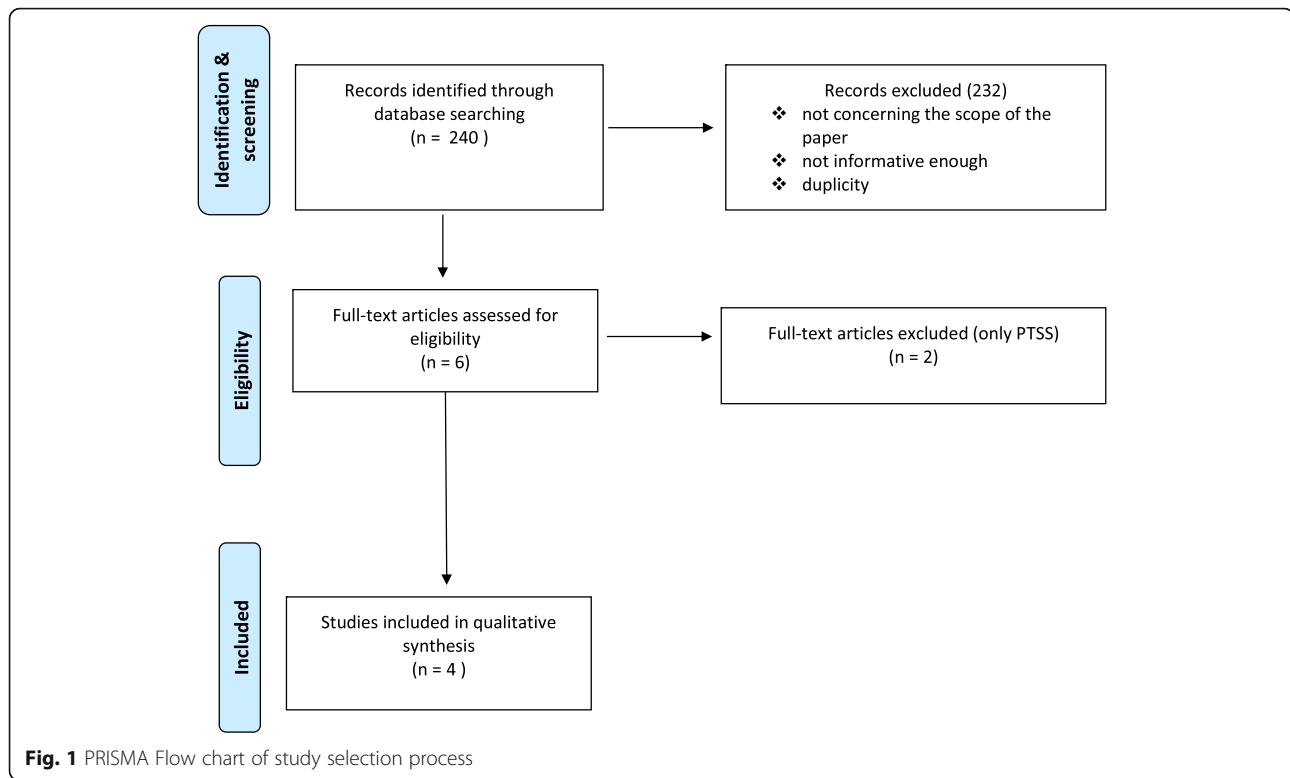 Identification &
screening
Records identified through
database searching
(n = 240 )
Records excluded (232)
❖ not concerning the scope of the
paper
❖ not informative enough
❖ duplicity
Eligibility
Full-text articles assessed for
eligibility
(n = 6)
Full-text articles excluded (only PTSS)
(n = 2)
Included
Studies included in qualitative
synthesis
(n = 4 )
Fig. 1 PRISMA Flow chart of study selection process